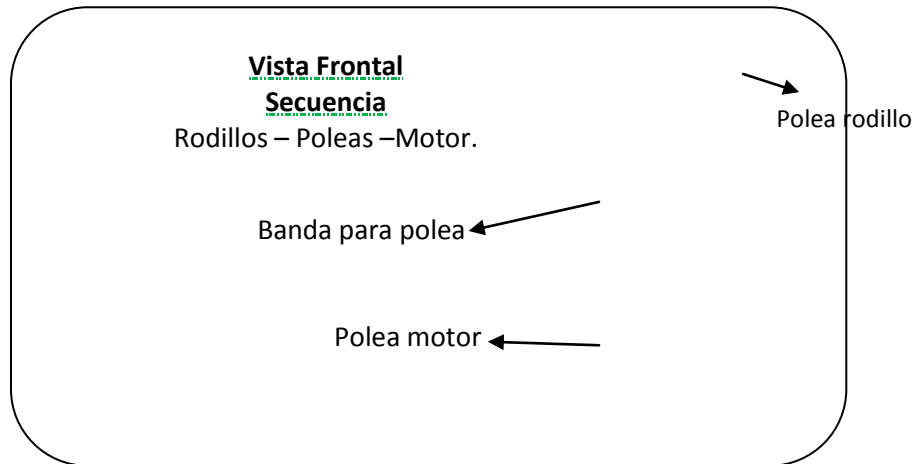 Vista Frontal
Secuencia
Rodillos – Poleas –Motor.
Polea rodillo
Banda para polea
Polea motor